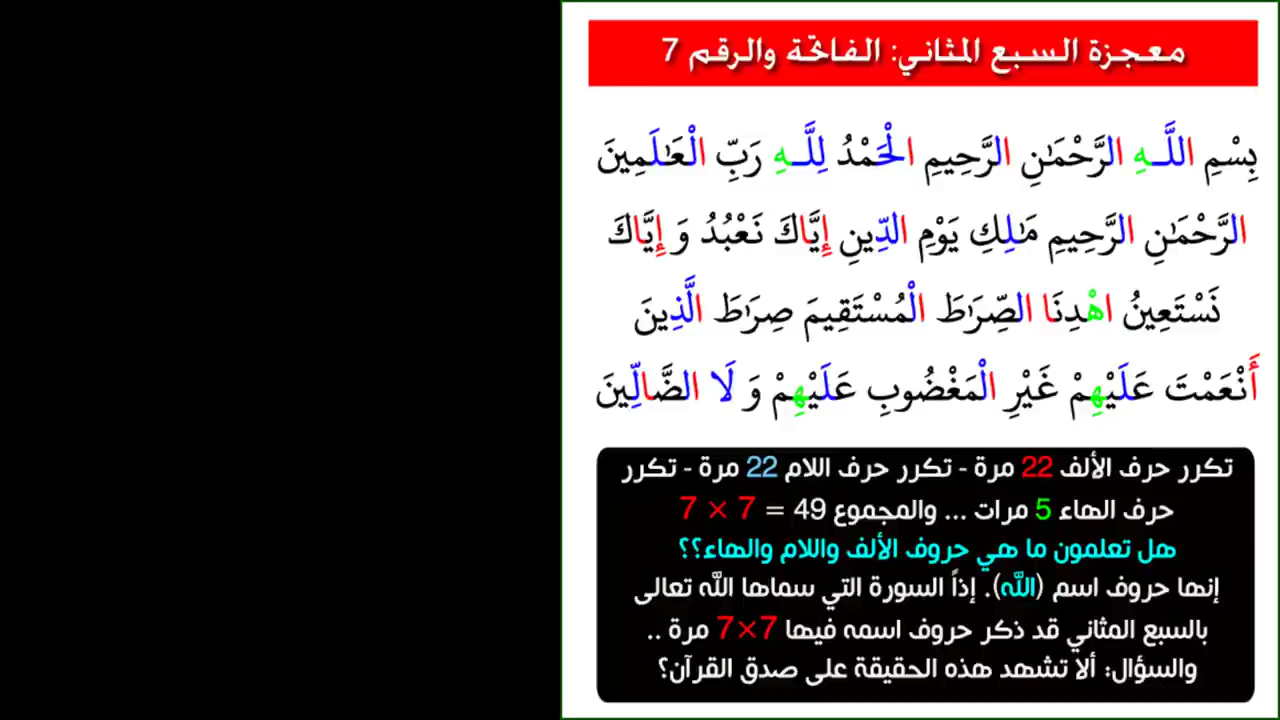 معجزة السبع المثاني: الفاتحة والرقم 7
بِسْمِ اللَّـهِ الرَّحْمَـٰنِ الرَّحِيمِ الْحَمْدُ لِلَّـهِ رَبِّ الْعَـٰلَمِينَ
الرَّحْمَـٰنِ الرَّحِيمِ مَـٰلِكِ يَوْمِ الدِّينِ إِيَّاكَ نَعْبُدُ وَ إِيَّاكَ
نَسْتَعِينُ اهْدِنَا الصِّرَٰطَ الْمُسْتَقِيمَ صِرَٰطَ الَّذِينَ
أَنْعَمْتَ عَلَيْهِمْ غَيْرِ الْمَغْضُوبِ عَلَيْهِمْ وَ لَا الضَّالِّينَ
تكرر حرف الألف 22 مرة - تكرر حرف اللام 22 مرة - تكرر
حرف الهاء 5 مرات ... والمجموع 49 = 7 × 7
هل تعلمون ما هي حروف الألف واللام والهاء؟؟
إنها حروف اسم (الله). إذاً السورة التي سماها الله تعالى
بالسبع المثاني قد ذكر حروف اسمه فيها 7×7 مرة ..
والسؤال: ألا تشهد هذه الحقيقة على صدق القرآن؟